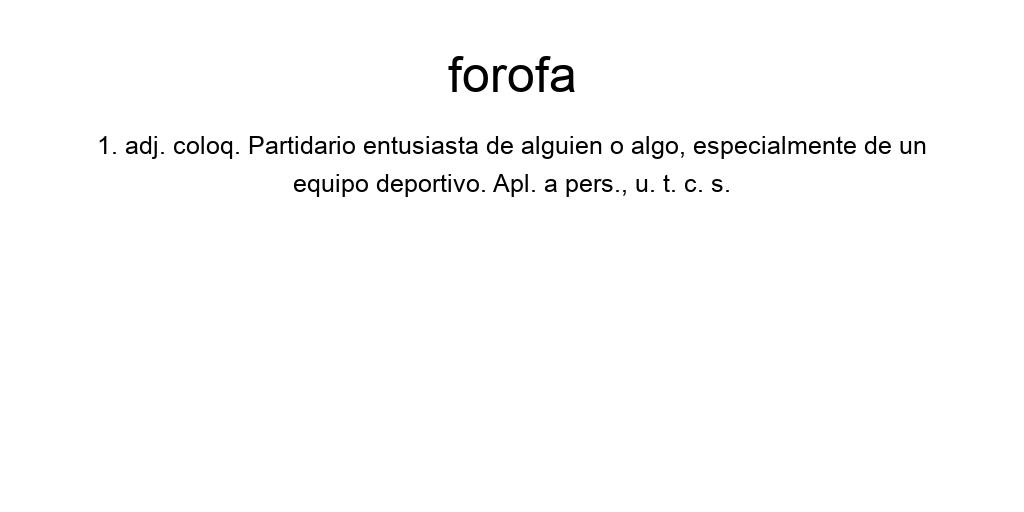 forofa
1. adj. coloq. Partidario entusiasta de alguien o algo, especialmente de un
equipo deportivo. Apl. a pers., u. t. c. s.